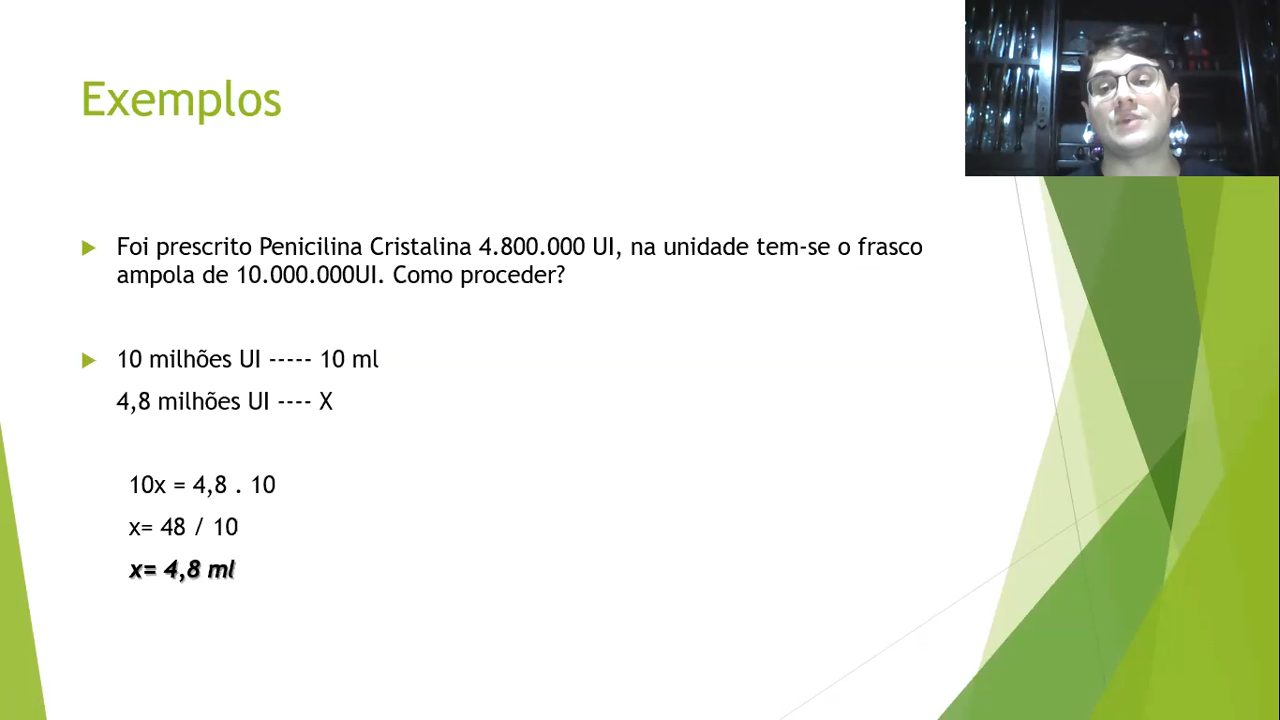 Exemplos
Foi prescrito Penicilina Cristalina 4.800.000 UI, na unidade tem-se o frasco
ampola de 10.000.000UI. Como proceder?
10 milhões UI ----- 10 ml
4,8 milhões UI ---- X
10x = 4,8 . 10
x= 48 / 10
x= 4,8 ml